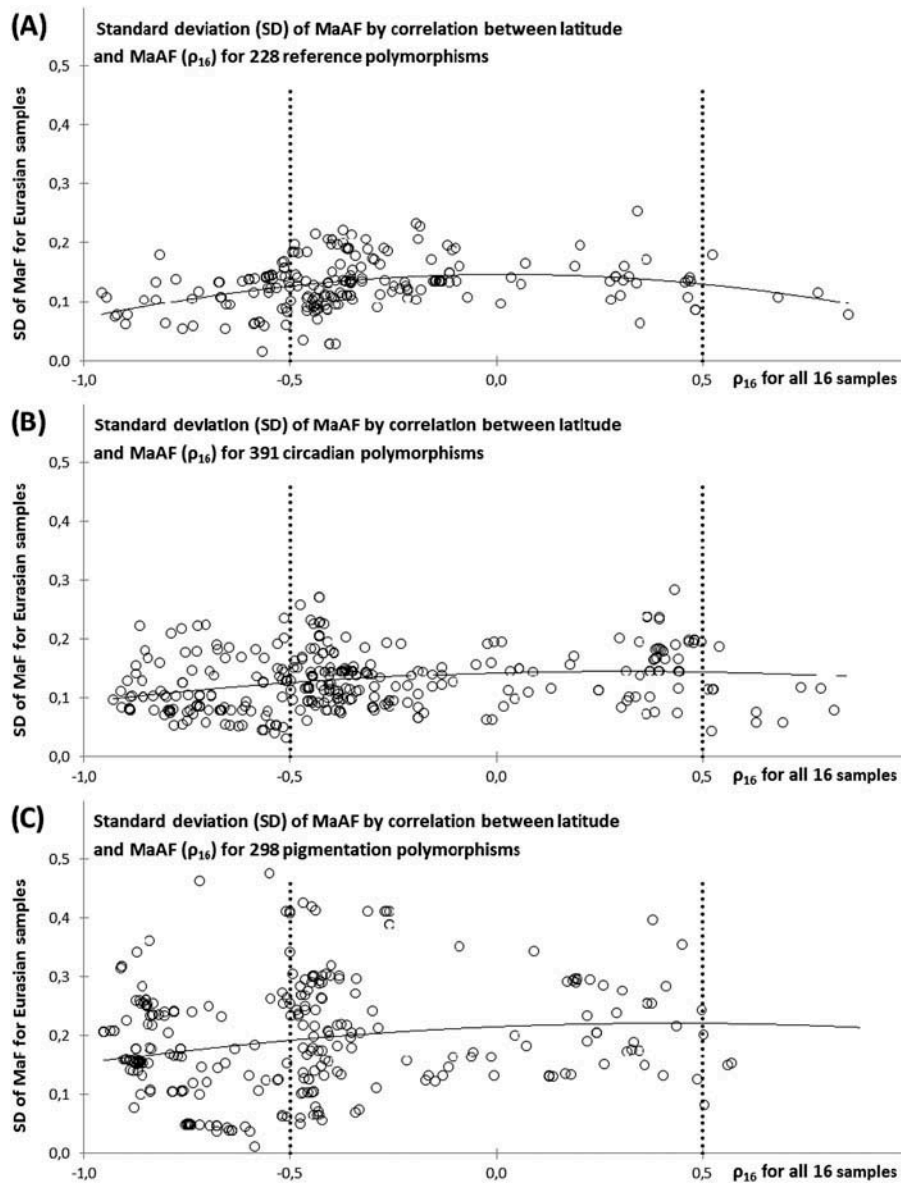 (A)
Standard deviation (SD) of MaAF by correlation between latitude
and MaAF (ρ16) for 228 reference polymorphisms
SD of MaF for Eurasian samples
0,5
0,4
0,3
0,2
0,1
0,0
-1,0
-0,5
0,0
0,5
ρ16 for all 16 samples
(B)
Standard deviation (SD) of MaAF by correlation between latitude
and MaAF (ρ16) for 391 circadian polymorphisms
SD of MaF for Eurasian samples
0,5
0,4
0,3
0,2
0,1
0,0
-1,0
-0,5
0,0
0,5
ρ16 for all 16 samples
(C)
Standard deviation (SD) of MaAF by correlation between latitude
and MaAF (ρ16) for 298 pigmentation polymorphisms
SD of MaF for Eurasian samples
0,5
0,4
0,3
0,2
0,1
0,0
-1,0
-0,5
0,0
0,5
ρ16 for all 16 samples